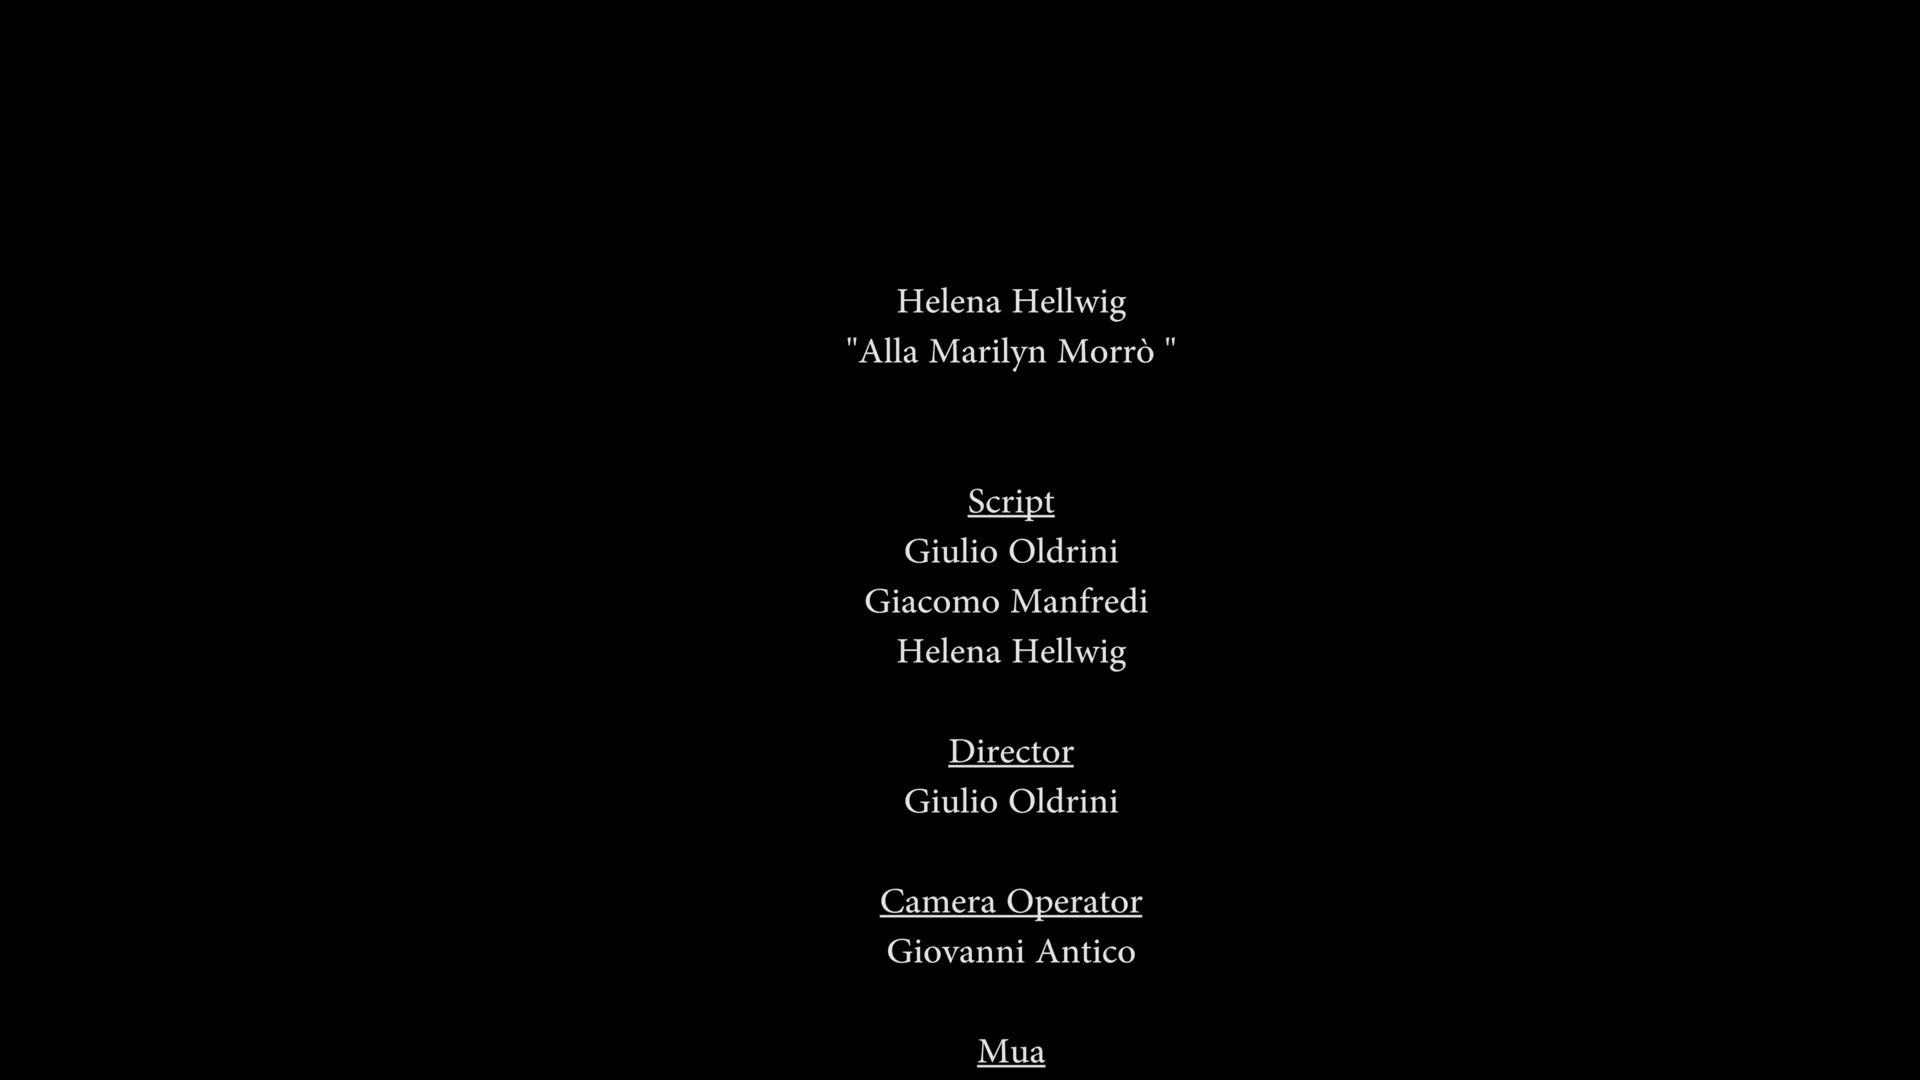 Helena Hellwig
"Alla Marilyn Morrò "
Script
Giulio Oldrini
Giacomo Manfredi
Helena Hellwig
Director
Giulio Oldrini
Camera Operator
Giovanni Antico
Mua